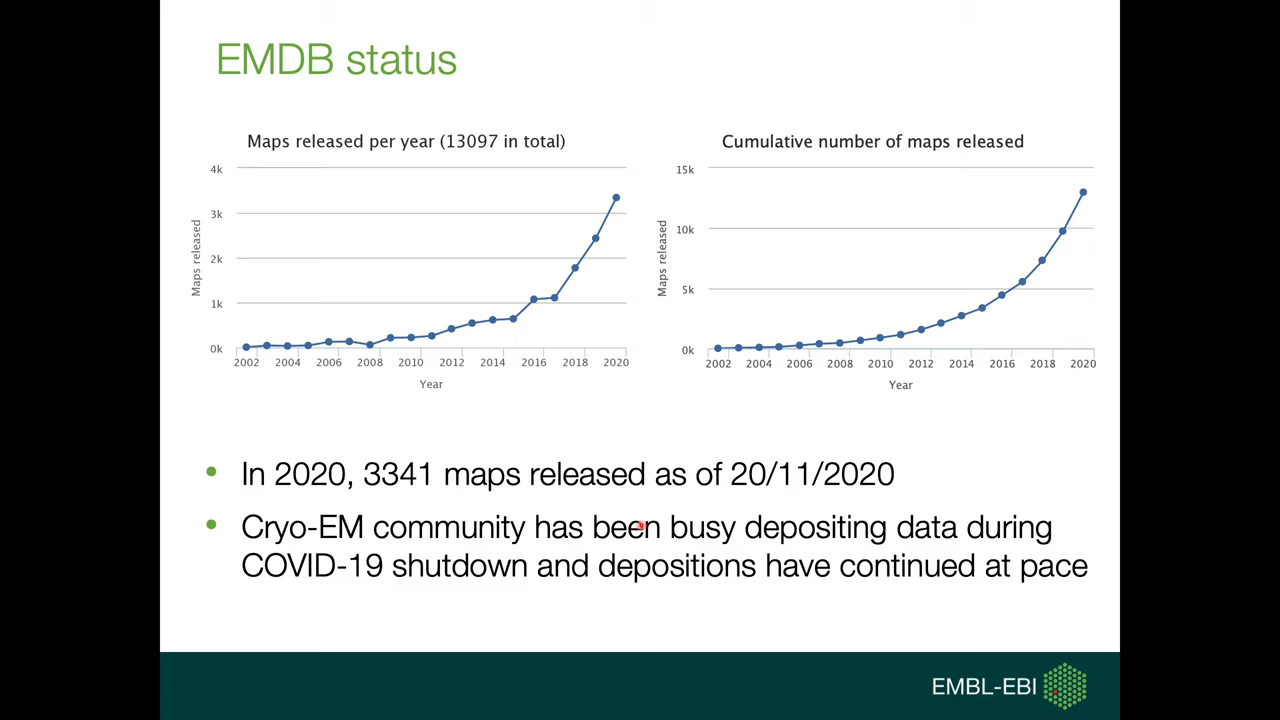 EMDB status
Maps released per year (13097 in total)
4k
3k
2k
1k
0k
Maps released
2002 2004 2006 2008 2010 2012 2014 2016 2018 2020
Year
Cumulative number of maps released
15k
10k
5k
0k
Maps released
2002 2004 2006 2008 2010 2012 2014 2016 2018 2020
Year
• In 2020, 3341 maps released as of 20/11/2020
• Cryo-EM community has been busy depositing data during
COVID-19 shutdown and depositions have continued at pace
EMBL-EBI